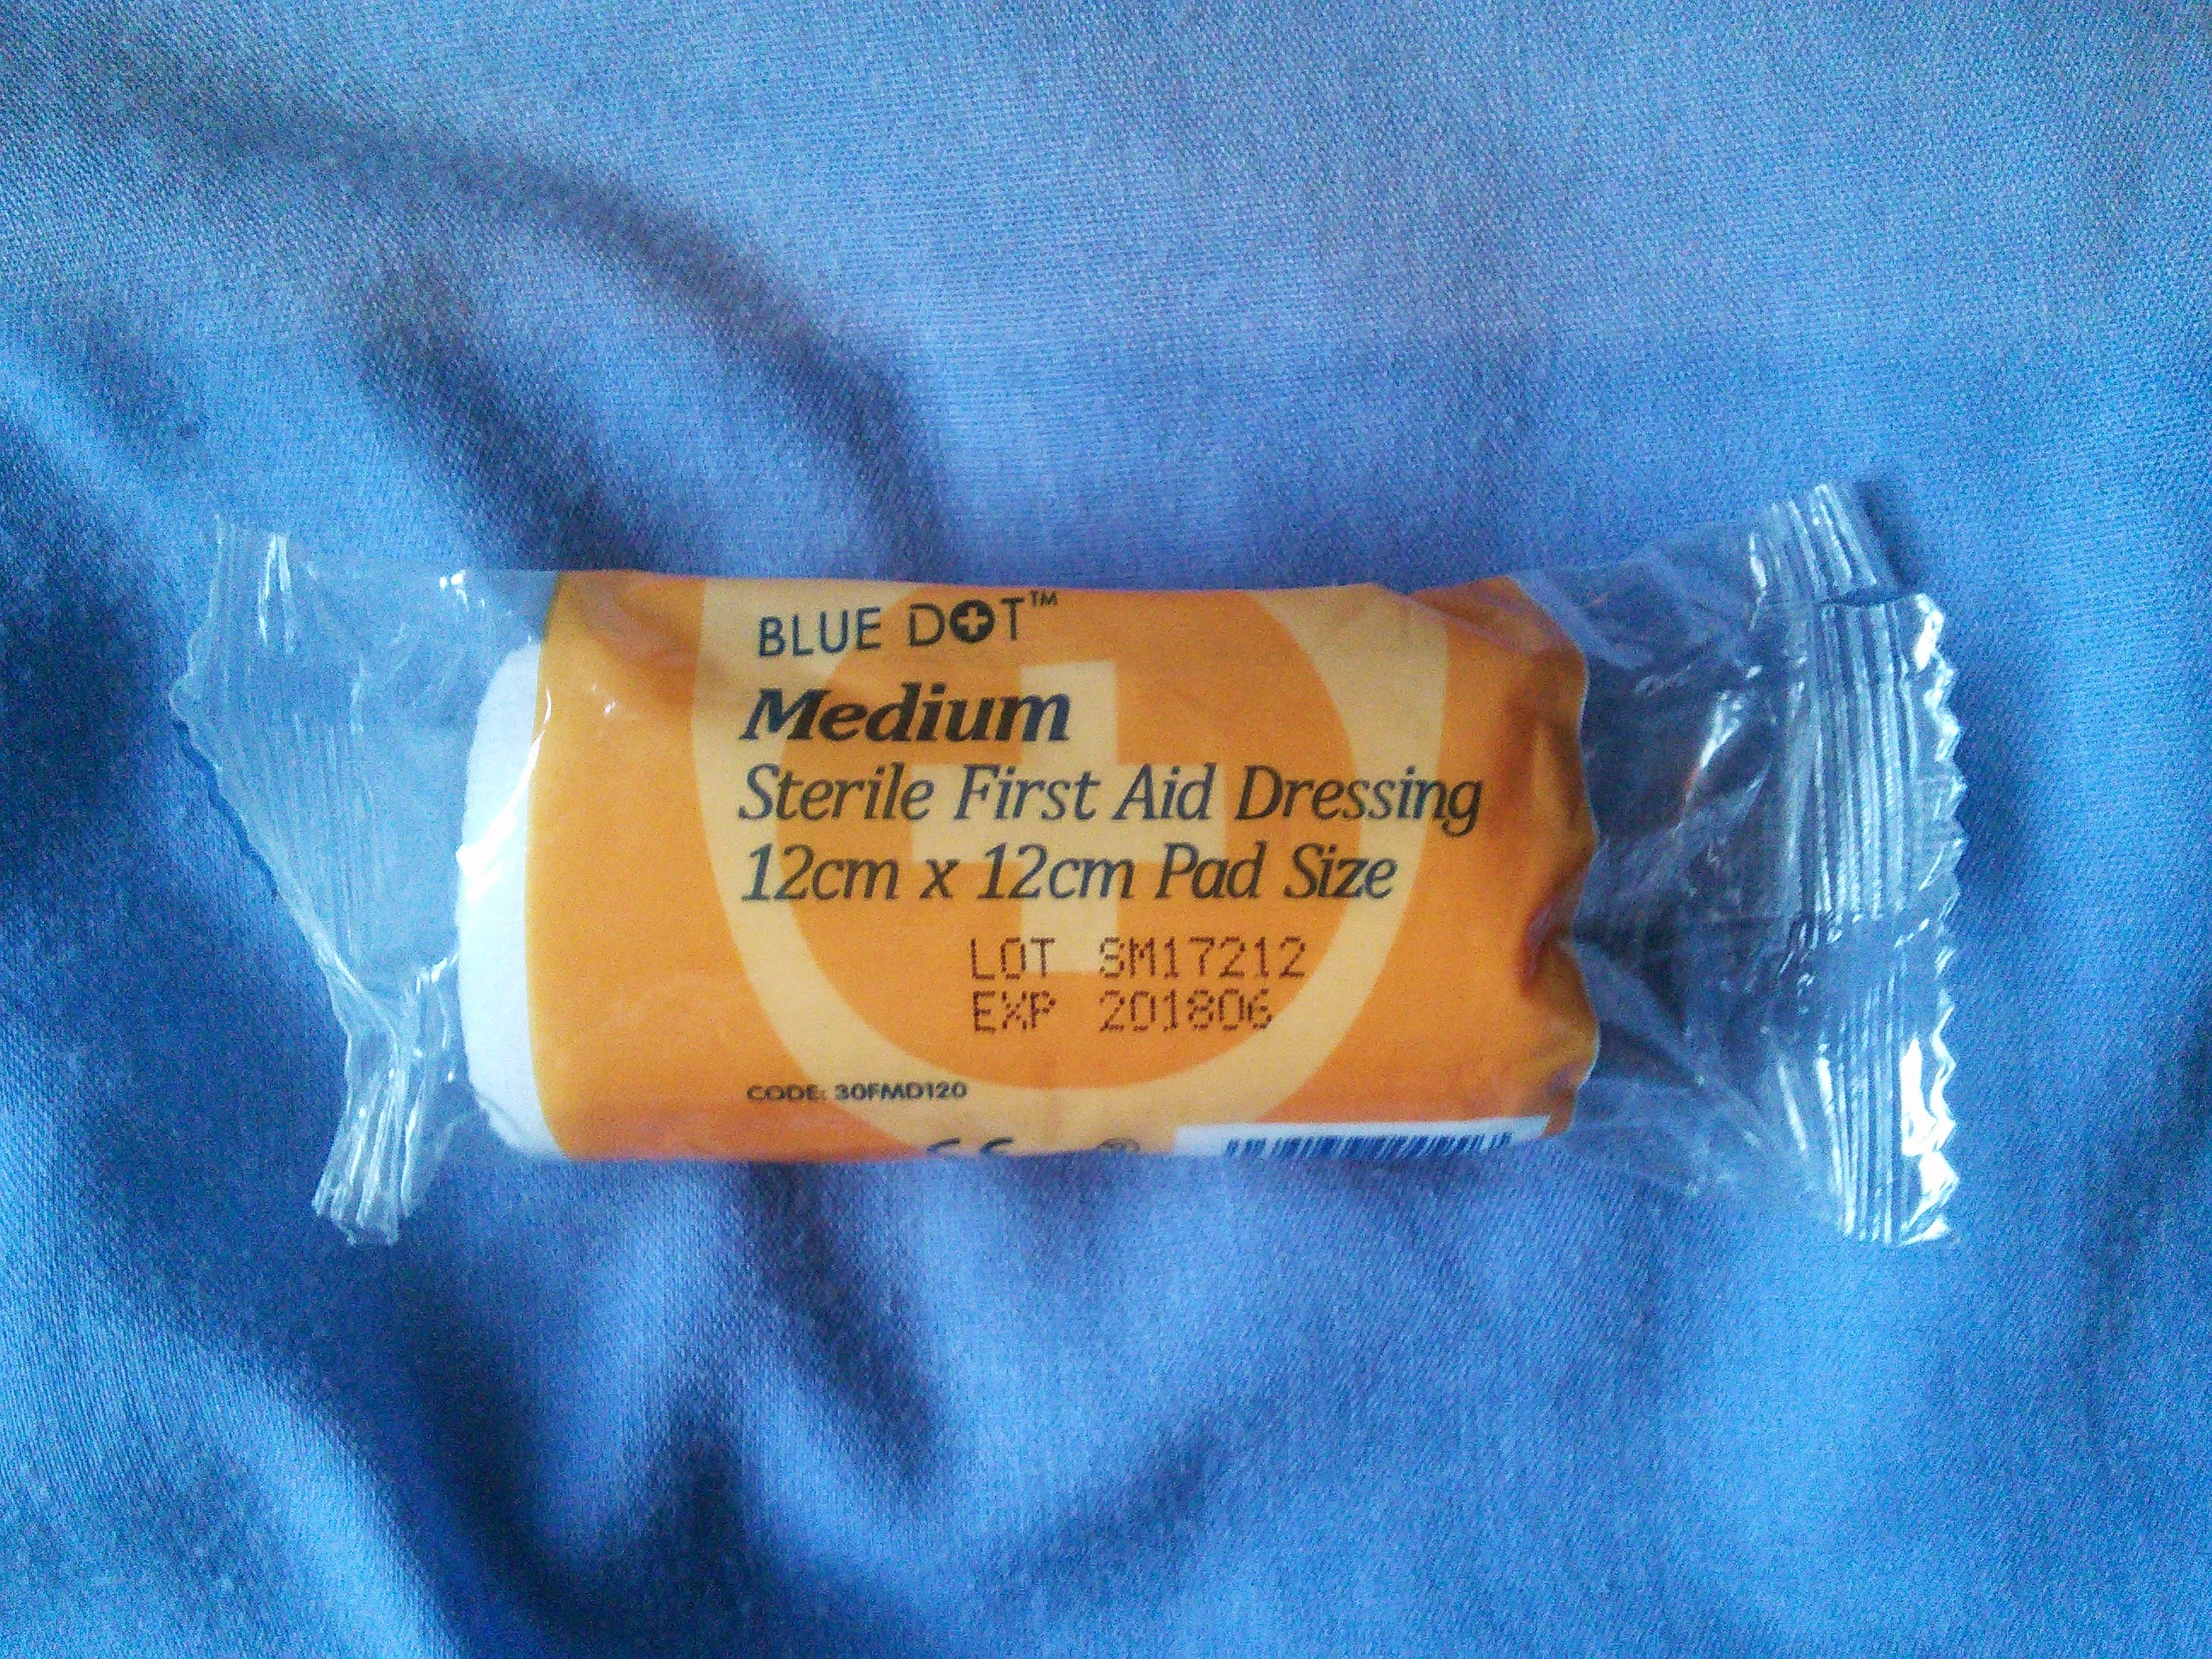 BLUE DOT™
Medium
Sterile First Aid Dressing
12cm x 12cm Pad Size
LOT SM17212
EXP 201806
CODE: 30FMD120